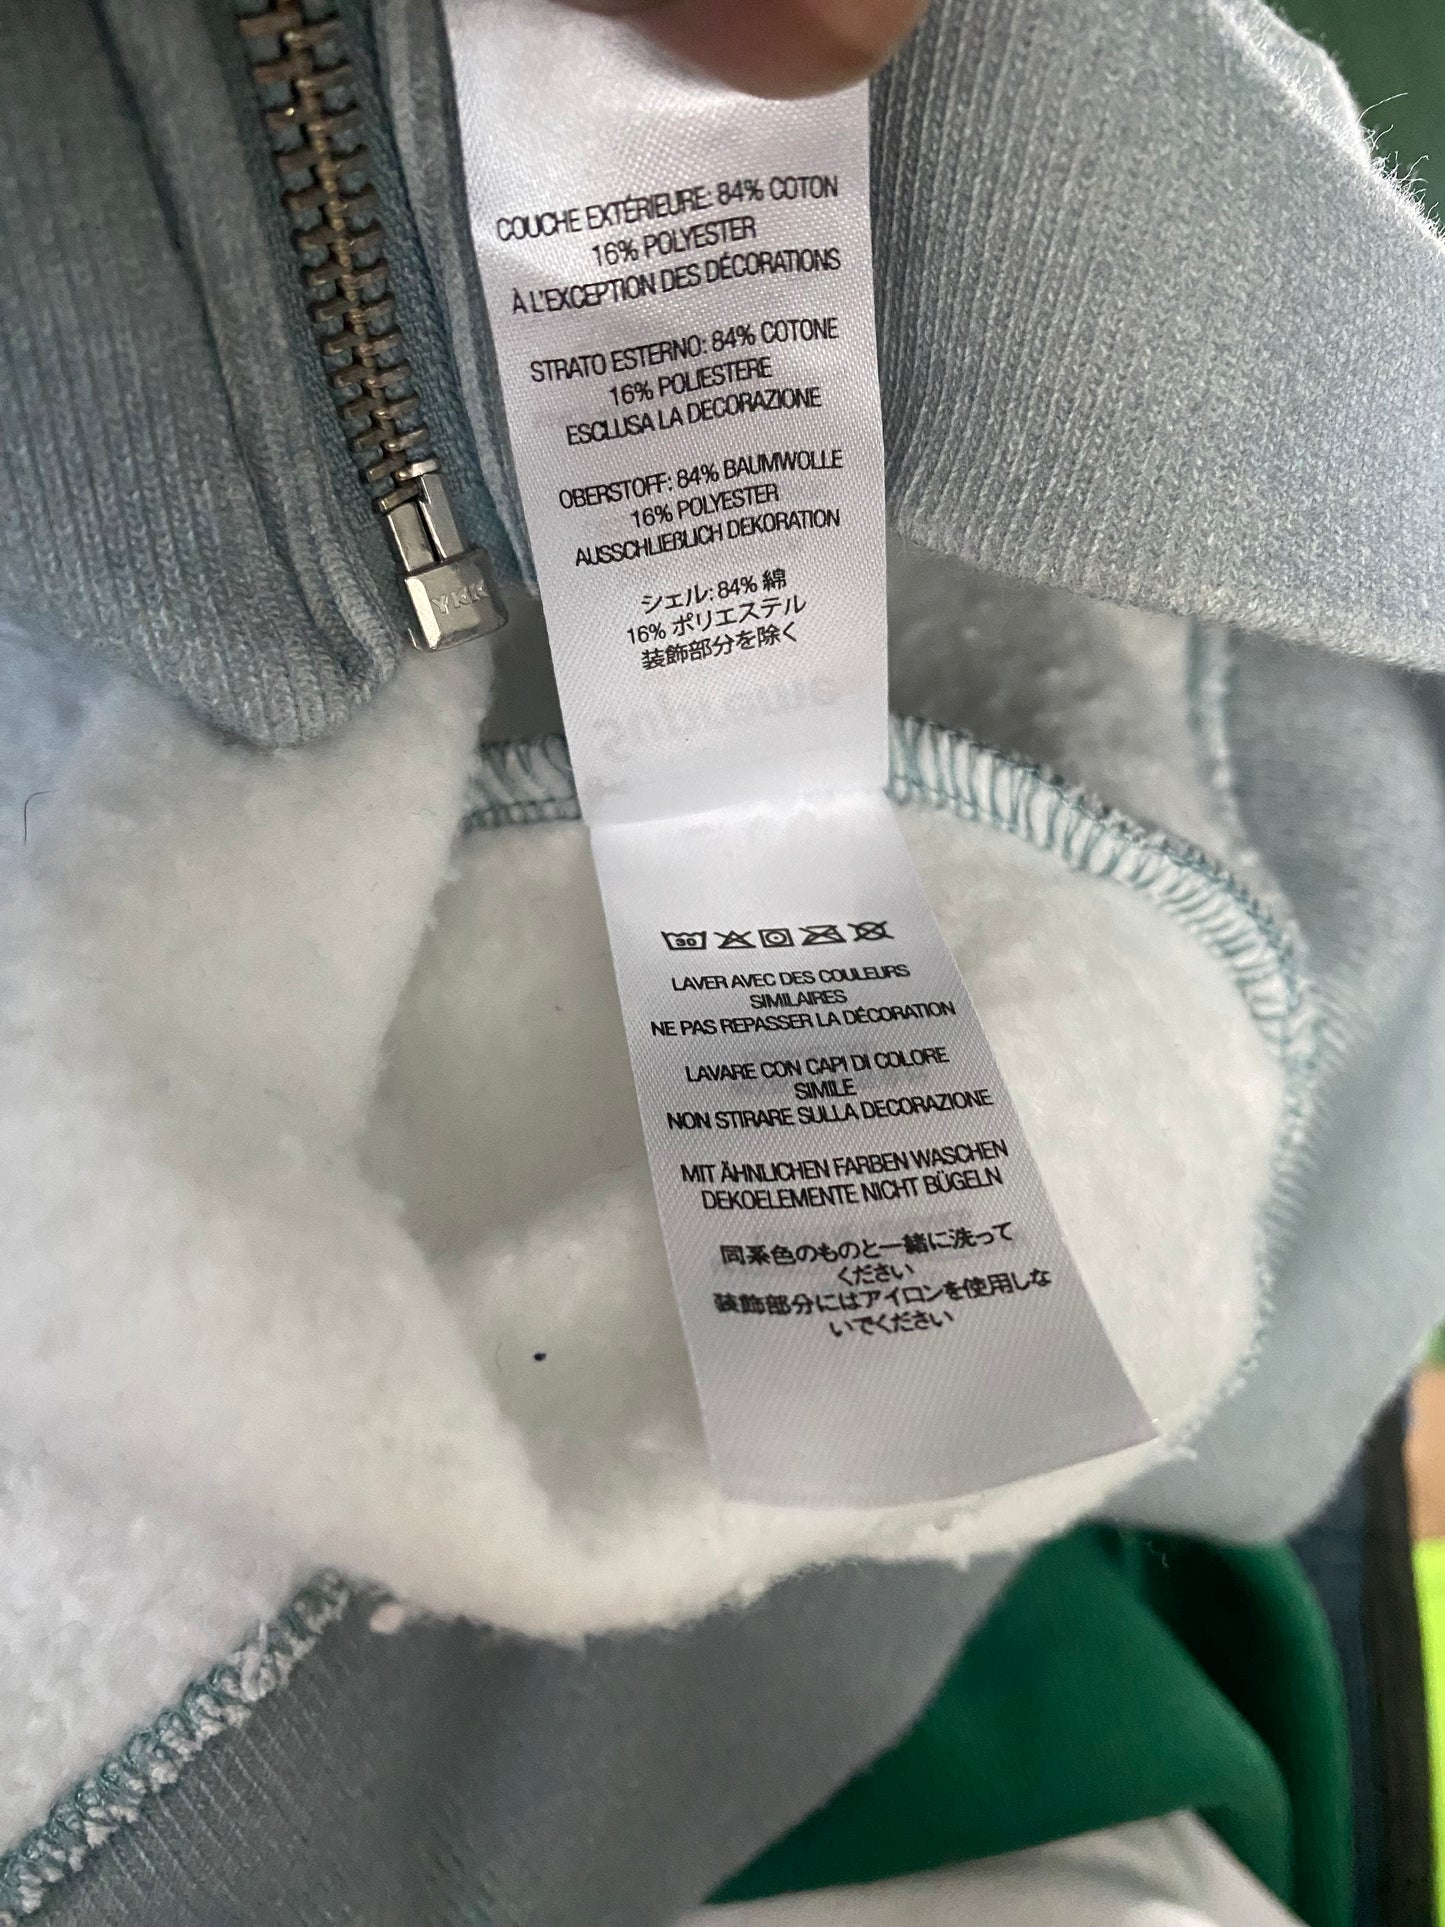 COUCHE EXTÉRIEURE: 84% COTON
16% POLYESTER
À L'EXCEPTION DES DÉCORATIONS
STRATO ESTERNO: 84% COTONE
16% POLIESTERE
ESCLUSA LA DECORAZIONE
OBERSTOFF: 84% BAUMWOLLE
16% POLYESTER
AUSSCHLIEßLICH DEKORATION
シェル: 84% 綿
16% ポリエステル
装飾部分を除く
YKK
30
LAVER AVEC DES COULEURS
SIMILAIRES
NE PAS REPASSER LA DÉCORATION
LAVARE CON CAPI DI COLORE
SIMILE
NON STIRARE SULLA DECORAZIONE
MIT ÄHNLICHEN FARBEN WASCHEN
DEKOELEMENTE NICHT BÜGELN
同系色のものと一緒に洗って
ください
装飾部分にはアイロンを使用しな
いでください